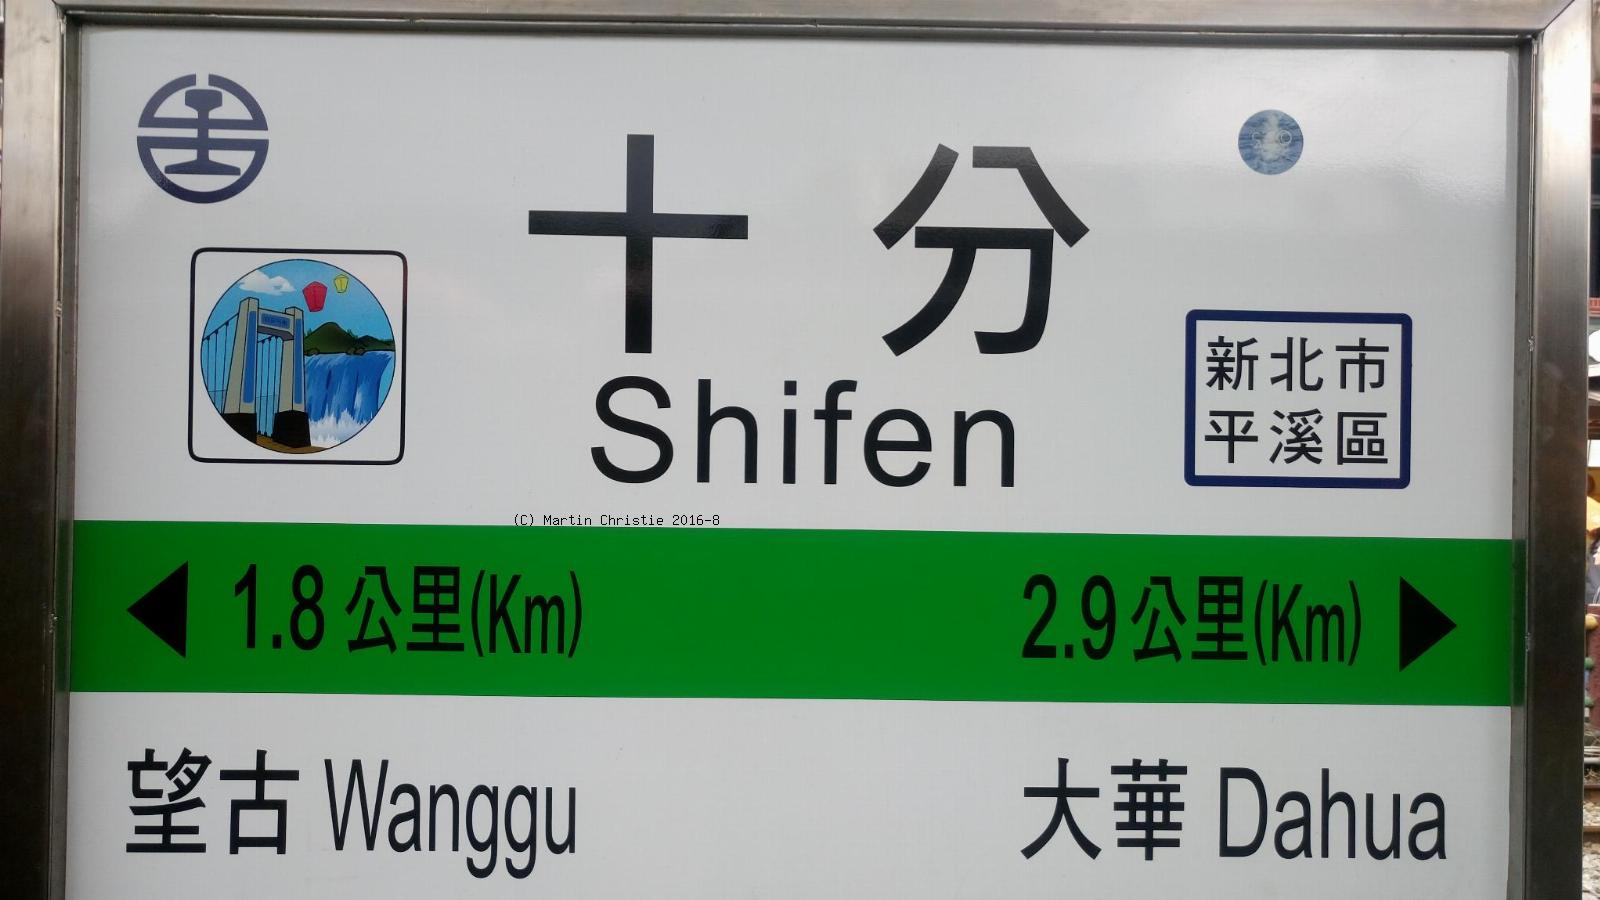 十分
Shifen
新北市
平溪區
(C) Martin Christie 2016-8
1.8公里(Km)
2.9公里(Km)
望古 Wanggu
大華 Dahua